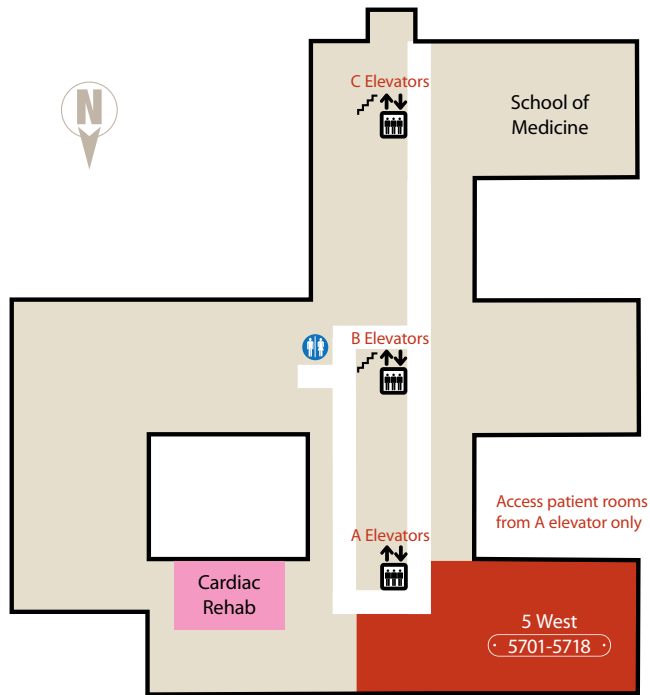 C Elevators
School of
Medicine
N
B Elevators
Access patient rooms
from A elevator only
A Elevators
Cardiac
Rehab
5 West
5701-5718